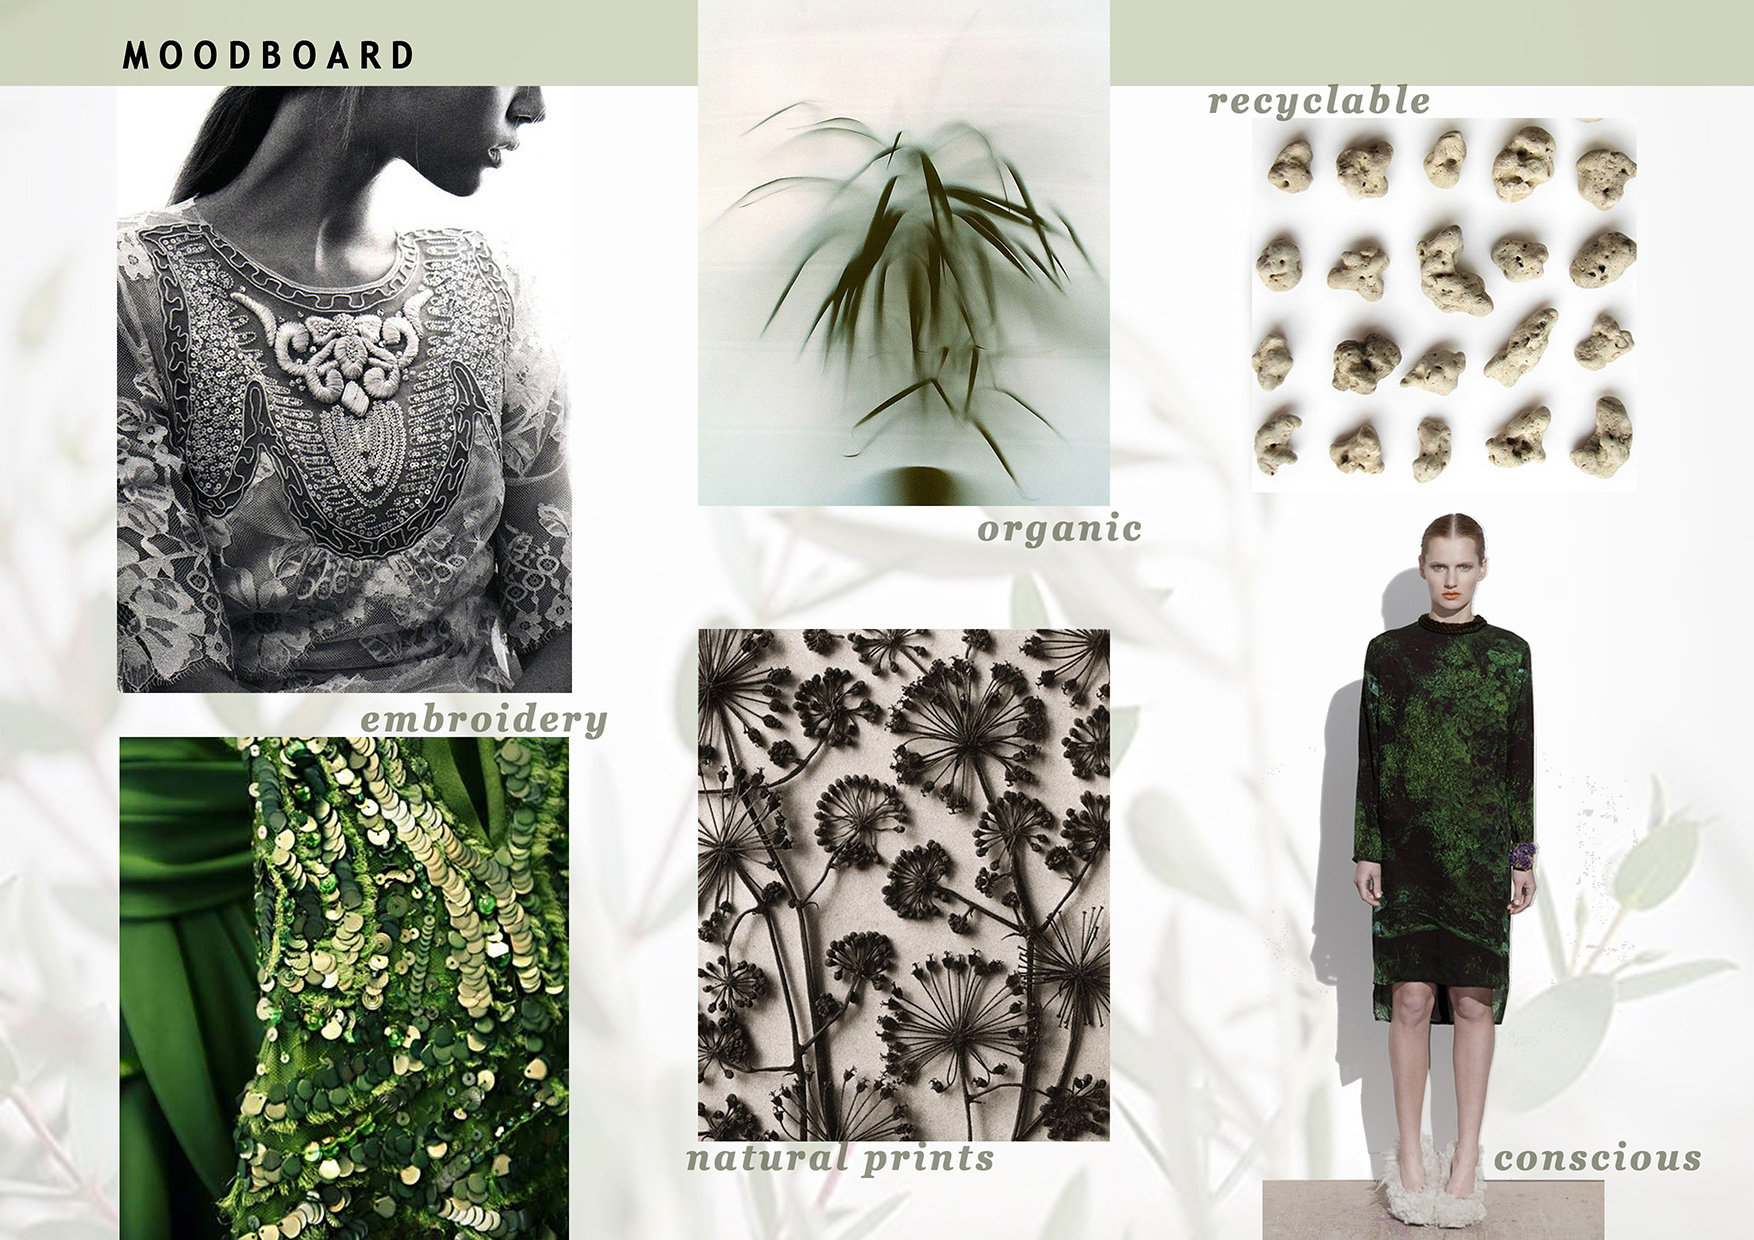 MOODBOARD
recyclable
organic
embroidery
natural prints
conscious